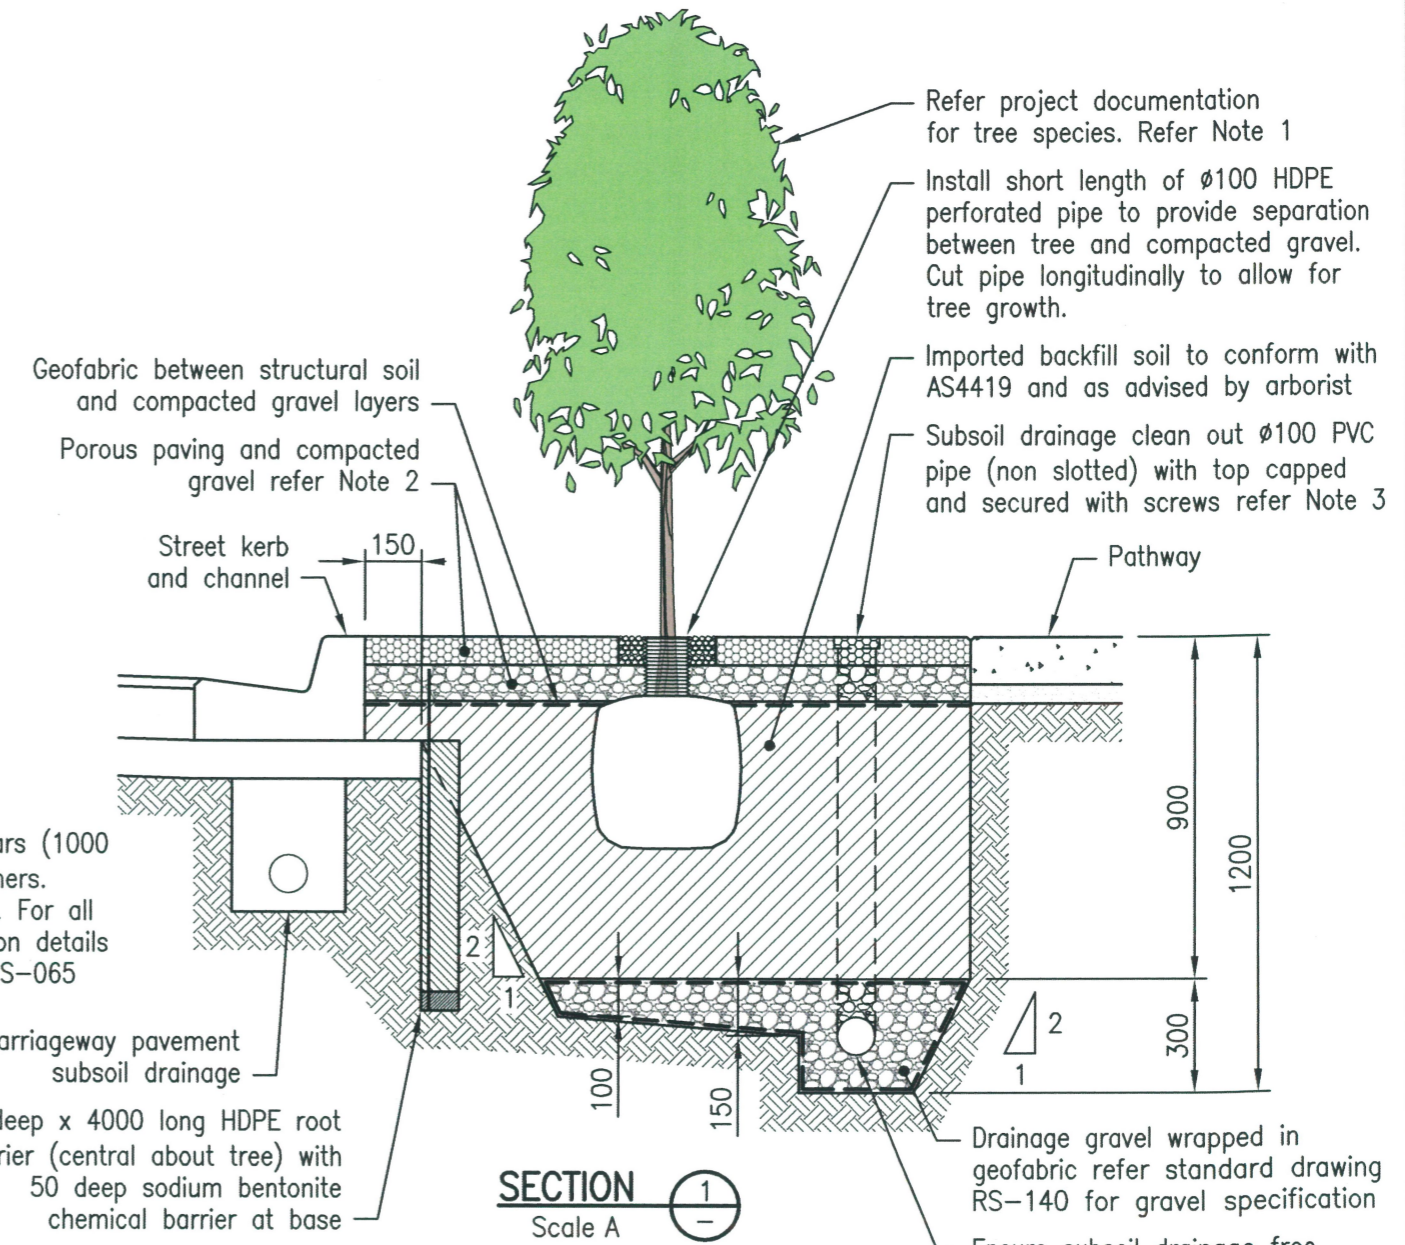 Refer project documentation
for tree species. Refer Note 1
Install short length of ø100 HDPE
perforated pipe to provide separation
between tree and compacted gravel.
Cut pipe longitudinally to allow for
tree growth.
Imported backfill soil to conform with
AS4419 and as advised by arborist
Subsoil drainage clean out ø100 PVC
pipe (non slotted) with top capped
and secured with screws refer Note 3
Pathway
Geofabric between structural soil
and compacted gravel layers
Porous paving and compacted
gravel refer Note 2
Street kerb
and channel
150
900
1200
300
2
1
2
1
100
150
ars (1000
ners.
. For all
on details
S-065
arriageway pavement
subsoil drainage
deep x 4000 long HDPE root
rier (central about tree) with
50 deep sodium bentonite
chemical barrier at base
SECTION
1
–
Scale A
Drainage gravel wrapped in
geofabric refer standard drawing
RS-140 for gravel specification
Ensure subsoil drainage free